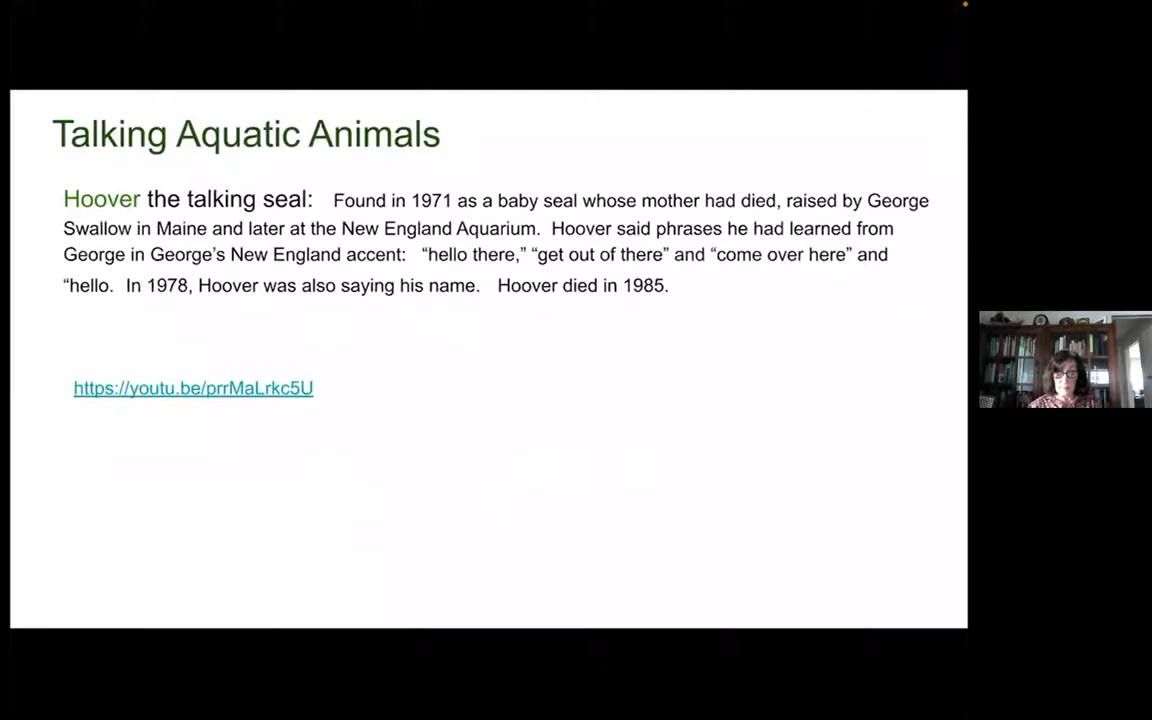 Talking Aquatic Animals
Hoover the talking seal: Found in 1971 as a baby seal whose mother had died, raised by George
Swallow in Maine and later at the New England Aquarium. Hoover said phrases he had learned from
George in George’s New England accent: “hello there,” “get out of there” and “come over here” and
“hello. In 1978, Hoover was also saying his name. Hoover died in 1985.
https://youtu.be/prrMaLrkc5U